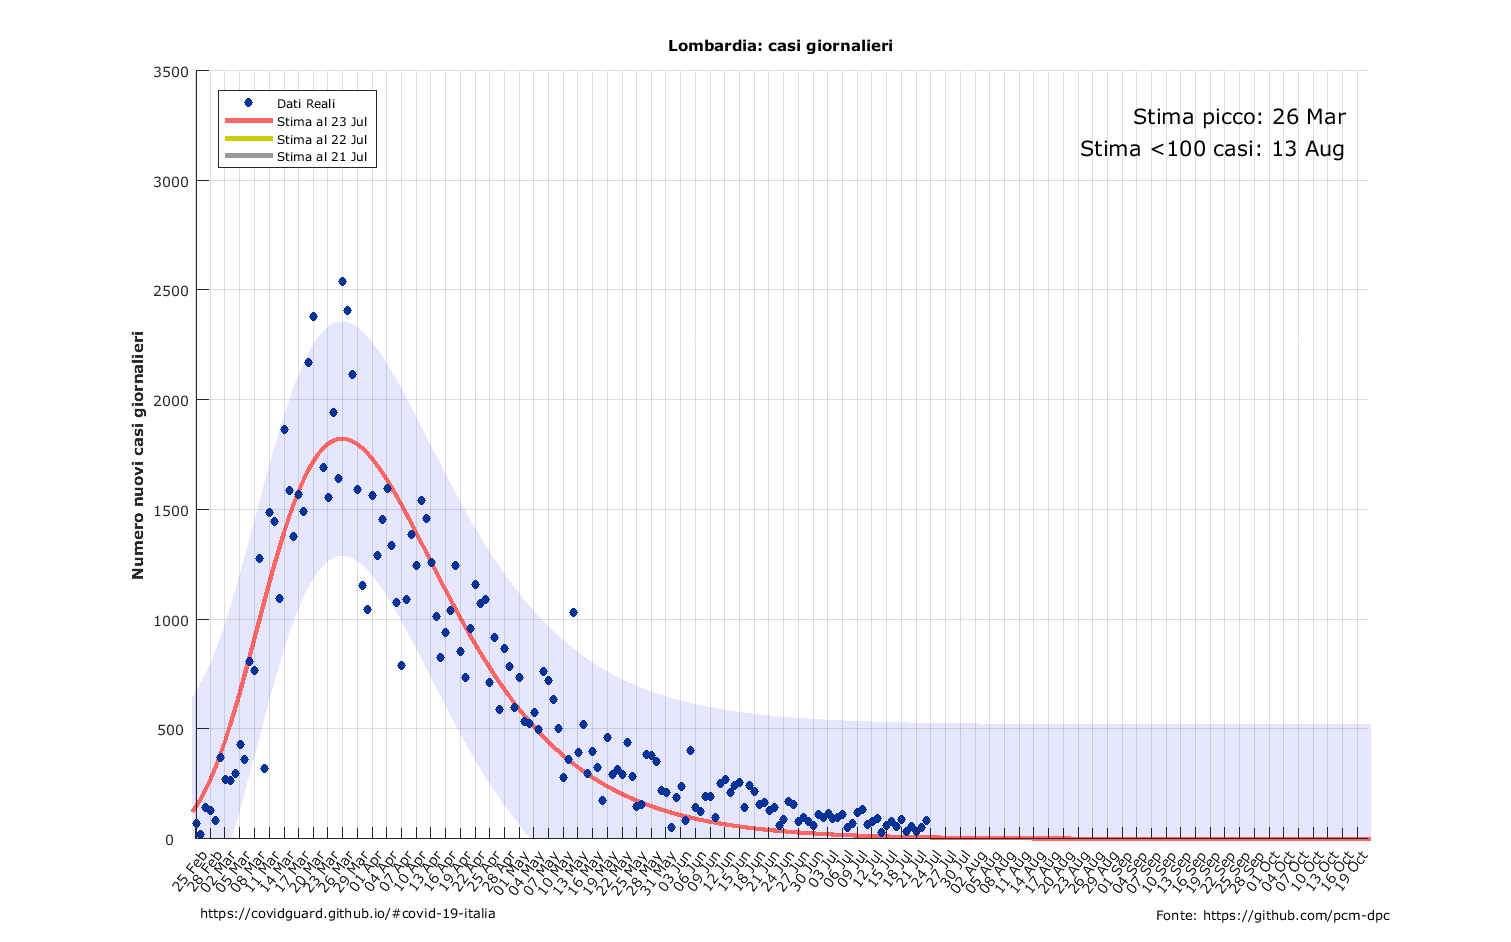 Lombardia: casi giornalieri
3500
3000
2500
2000
1500
1000
500
0
Numero nuovi casi giornalieri
Dati Reali
Stima al 23 Jul
Stima al 22 Jul
Stima al 21 Jul
Stima picco: 26 Mar
Stima <100 casi: 13 Aug
25 Feb
28 Feb
02 Mar
05 Mar
08 Mar
11 Mar
14 Mar
17 Mar
20 Mar
23 Mar
26 Mar
29 Mar
01 Apr
04 Apr
07 Apr
10 Apr
13 Apr
16 Apr
19 Apr
22 Apr
25 Apr
28 Apr
01 May
04 May
07 May
10 May
13 May
16 May
19 May
22 May
25 May
28 May
31 May
03 Jun
06 Jun
09 Jun
12 Jun
15 Jun
18 Jun
21 Jun
24 Jun
27 Jun
30 Jun
03 Jul
06 Jul
09 Jul
12 Jul
15 Jul
18 Jul
21 Jul
24 Jul
27 Jul
30 Jul
02 Aug
05 Aug
08 Aug
11 Aug
14 Aug
17 Aug
20 Aug
23 Aug
26 Aug
29 Aug
01 Sep
04 Sep
07 Sep
10 Sep
13 Sep
16 Sep
19 Sep
22 Sep
25 Sep
28 Sep
01 Oct
04 Oct
07 Oct
10 Oct
13 Oct
16 Oct
19 Oct
https://covidguard.github.io/#covid-19-italia
Fonte: https://github.com/pcm-dpc